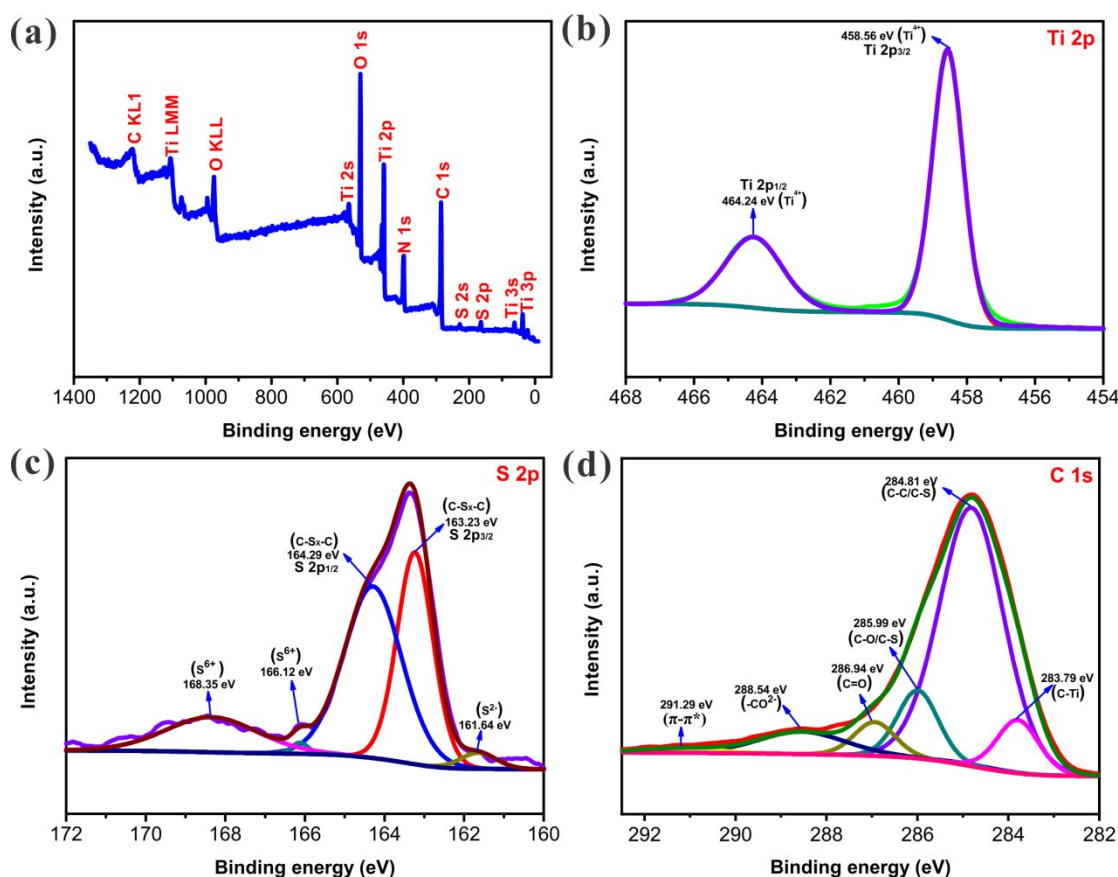 (a)
C KL1
Ti LMM
O KLL
Ti 2s
O 1s
Ti 2p
N 1s
C 1s
S 2s
S 2p
Ti 3s
Ti 3p
Intensity (a.u.)
1400 1200 1000 800 600 400 200 0
Binding energy (eV)
(b)
Ti 2p
458.56 eV (Ti⁴⁺)
Ti 2p3/2
Ti 2p1/2
464.24 eV (Ti⁴⁺)
Intensity (a.u.)
468 466 464 462 460 458 456 454
Binding energy (eV)
(c)
S 2p
(C-Sx-C)
163.23 eV
S 2p3/2
(C-Sx-C)
164.29 eV
S 2p1/2
(S⁶⁺)
166.12 eV
(S⁶⁺)
168.35 eV
(S²⁻)
161.64 eV
Intensity (a.u.)
172 170 168 166 164 162 160
Binding energy (eV)
(d)
C 1s
284.81 eV
(C-C/C-S)
285.99 eV
(C-O/C-S)
286.94 eV
(C=O)
288.54 eV
(-CO²⁻)
291.29 eV
(π-π*)
283.79 eV
(C-Ti)
Intensity (a.u.)
292 290 288 286 284 282
Binding energy (eV)